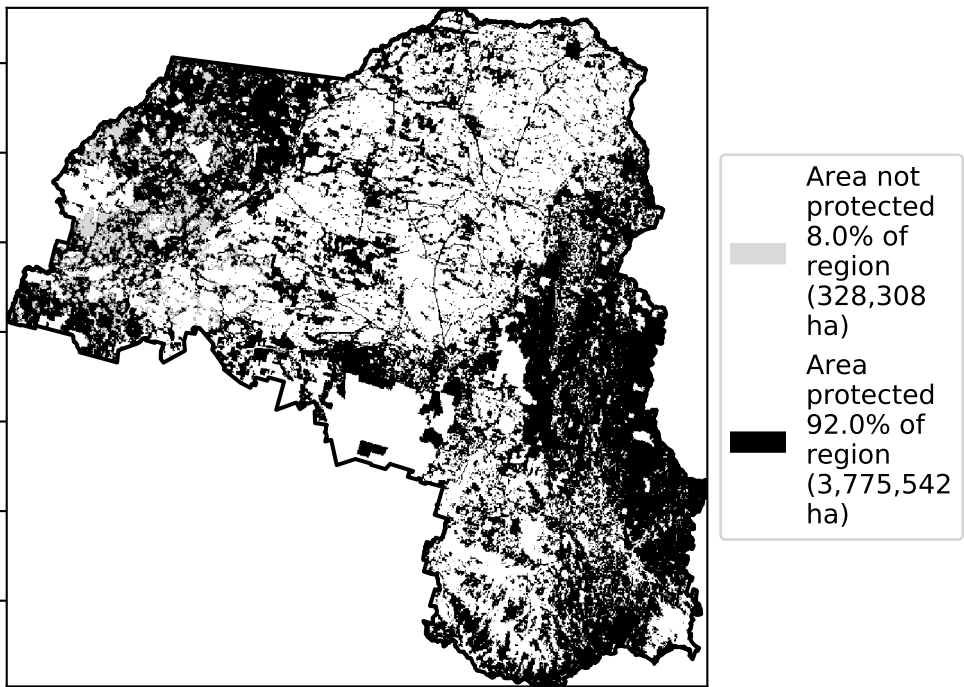 Area not
protected
8.0% of
region
(328,308
ha)
Area
protected
92.0% of
region
(3,775,542
ha)